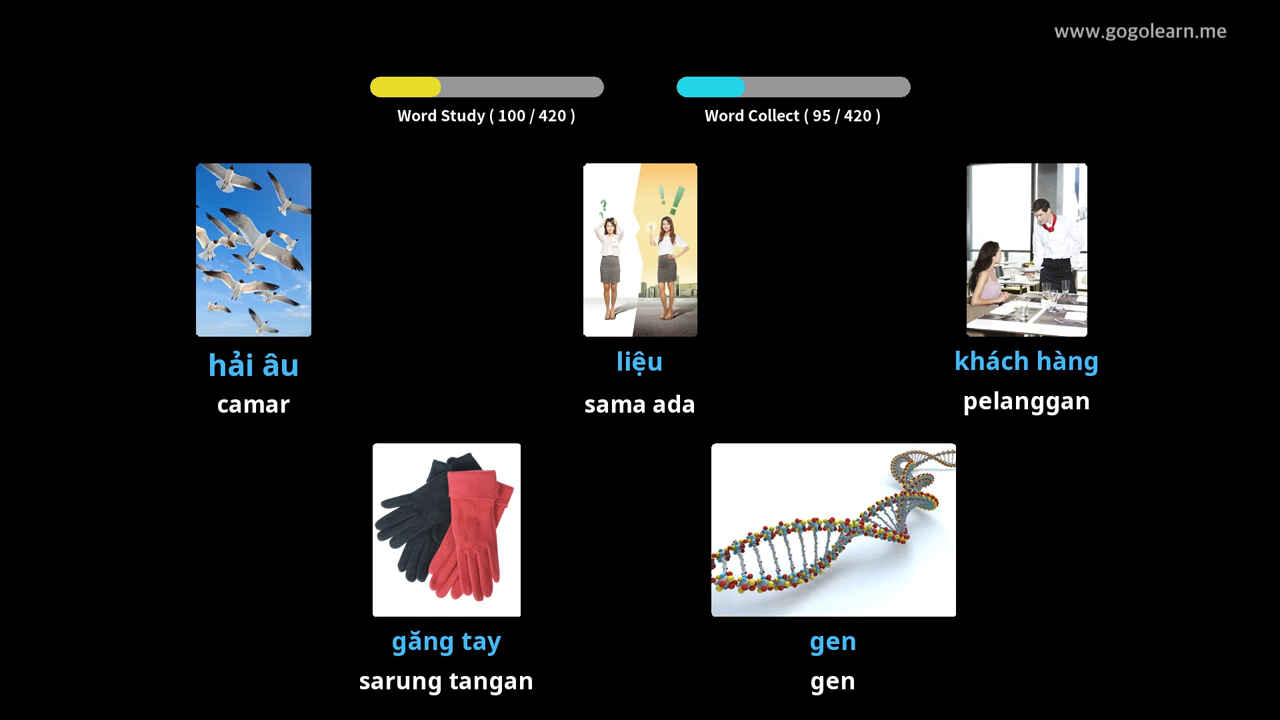 www.gogolearn.me
Word Study ( 100 / 420 )
Word Collect ( 95 / 420 )
hải âu
camar
liệu
sama ada
khách hàng
pelanggan
găng tay
sarung tangan
gen
gen